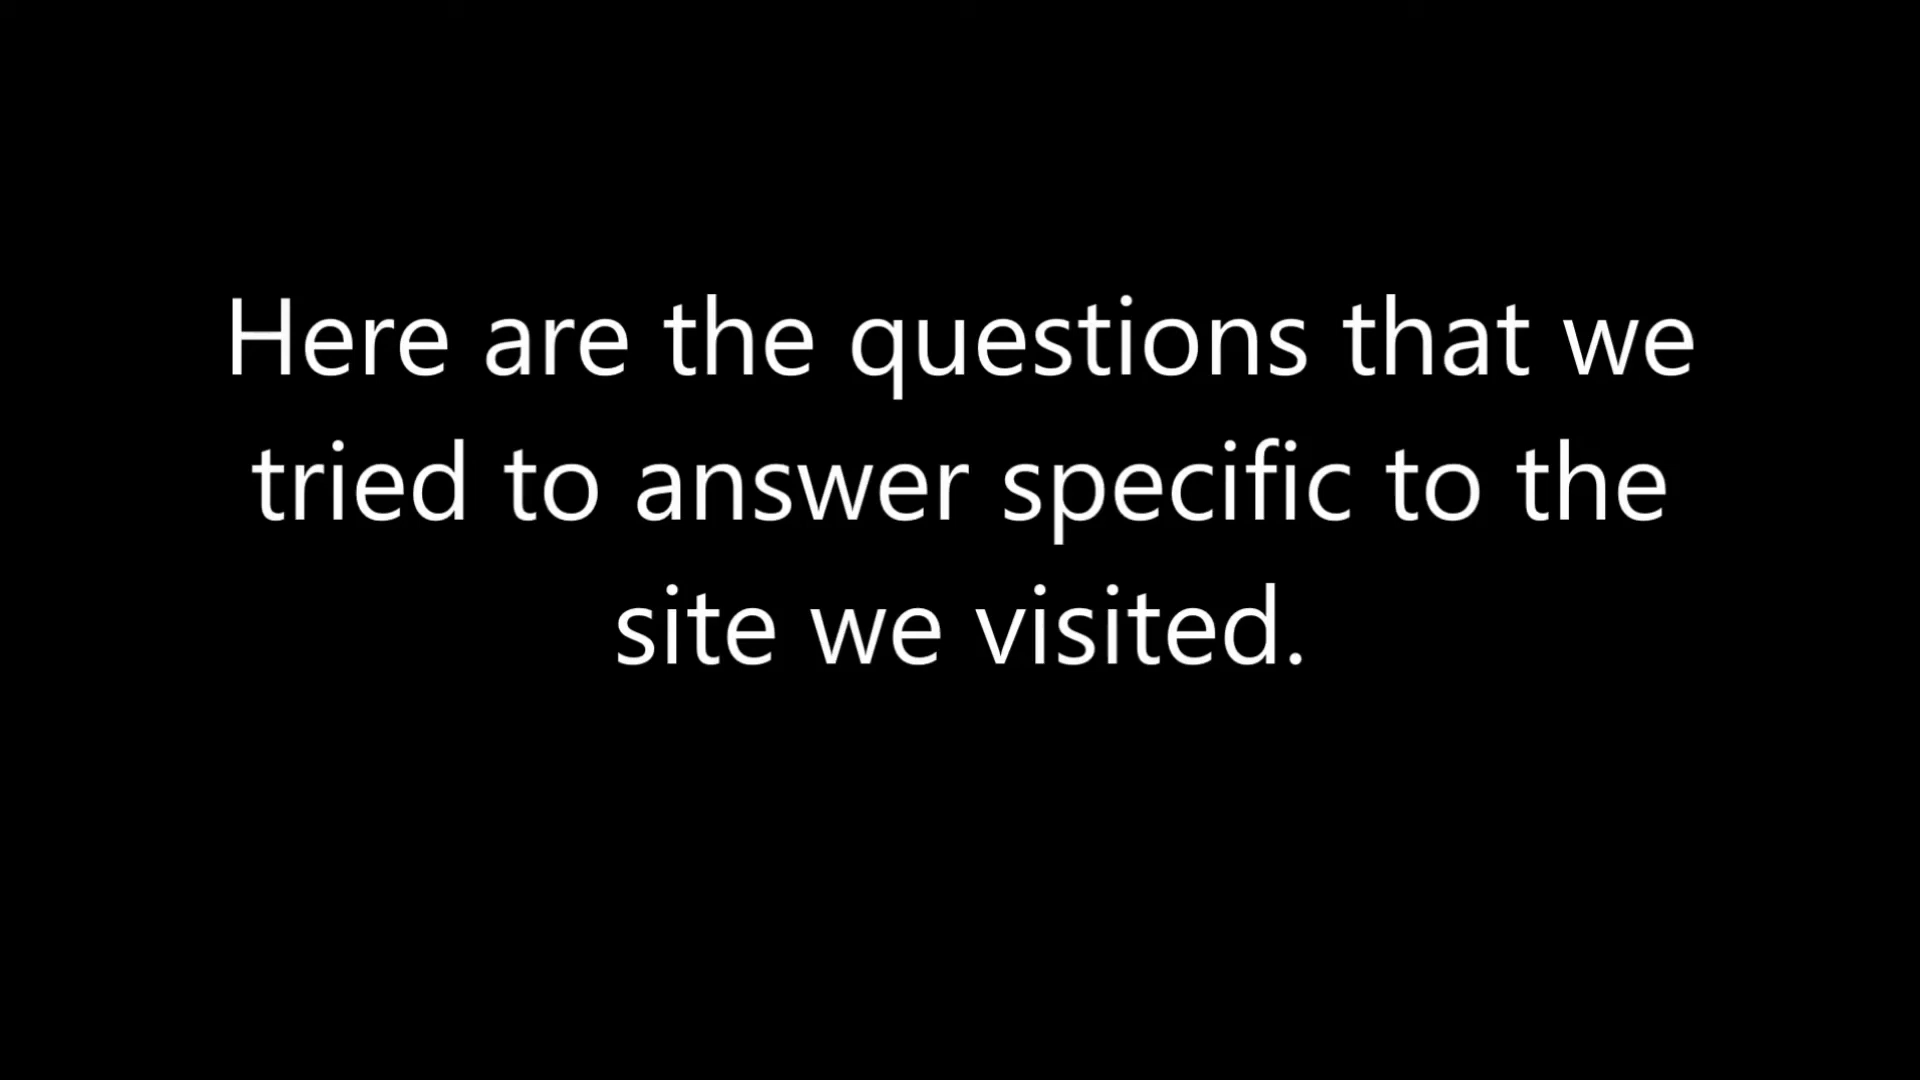 Here are the questions that we
tried to answer specific to the
site we visited.